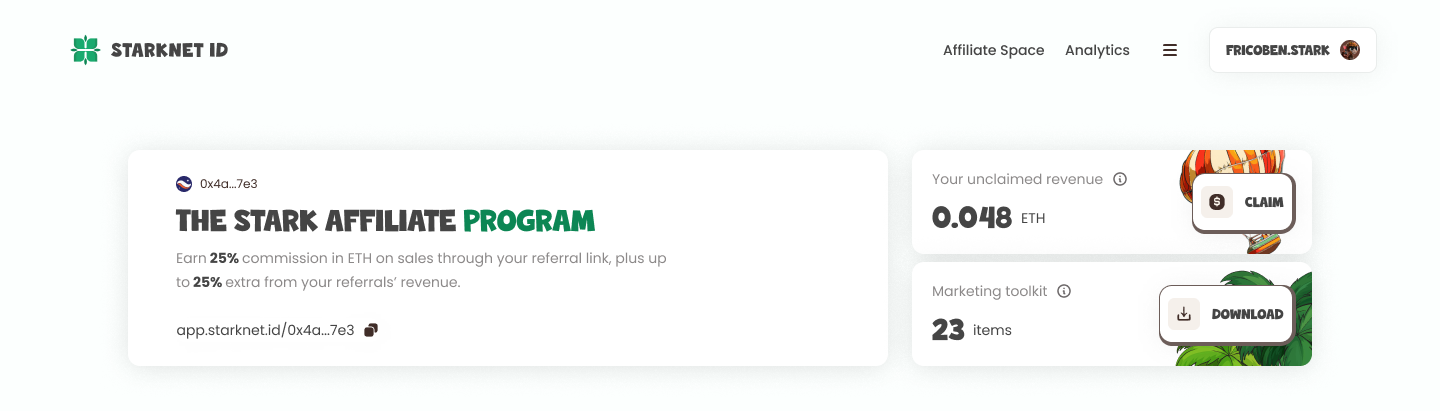 STARKNET ID
Affiliate Space
Analytics
FRICOBEN.STARK
0x4a...7e3
THE STARK AFFILIATE PROGRAM
Earn 25% commission in ETH on sales through your referral link, plus up
to 25% extra from your referrals’ revenue.
app.starknet.id/0x4a...7e3
Your unclaimed revenue
0.048 ETH
CLAIM
Marketing toolkit
23 items
DOWNLOAD